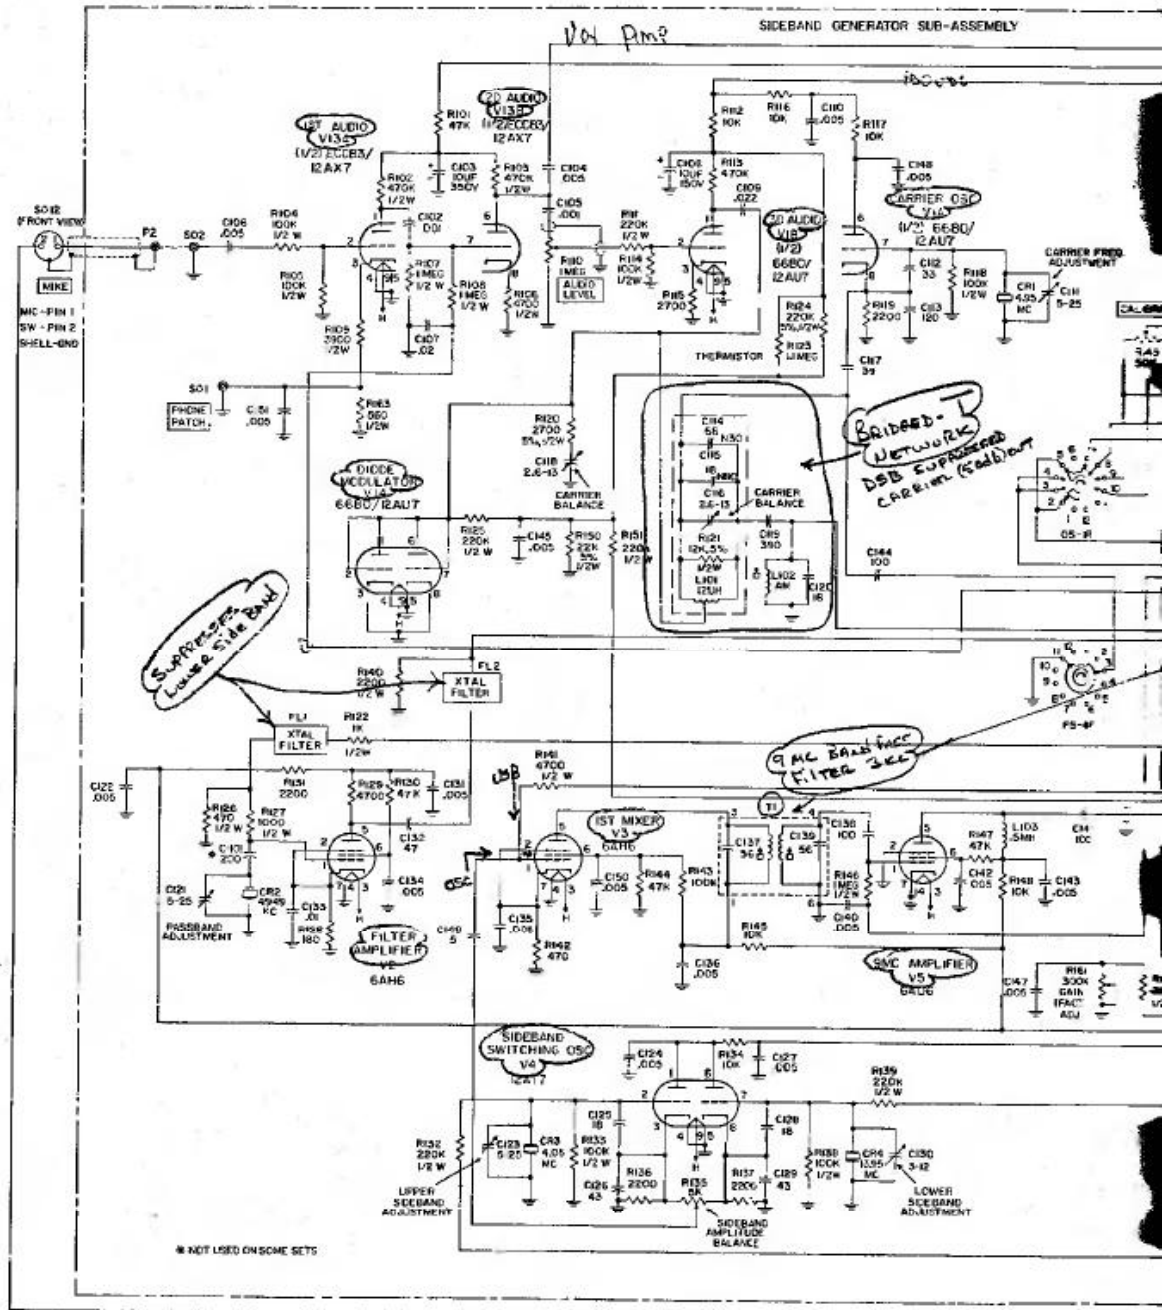 SIDEBAND GENERATOR SUB-ASSEMBLY
Vox Amp
1ST AUDIO
V13A
(1/2) ECC83/
12AX7
2D AUDIO
V13B
(1/2) ECC83/
12AX7
R101
47K
R102
470K
1/2W
C103
10UF
350V
R103
470K
1/2W
C104
.005
C105
.001
R112
10K
R116
10K
C110
.005
R117
10K
C108
10UF
150V
R113
470K
C109
.022
C148
.005
CARRIER OSC
(1/2) 6680/
12AU7
3D AUDIO
V1B
(1/2)
6680/
12AU7
SO12
(FRONT VIEW)
P2
SO2
C106
.005
R104
100K
1/2 W
R105
100K
1/2W
C102
.001
R107
1 MEG
1/2 W
R108
1 MEG
1/2 W
R106
4700
1/2W
R110
1 MEG
AUDIO
LEVEL
R111
220K
1/2W
R114
100K
1/2W
R115
2700
R124
220K
5%,1/2W
R123
THERMISTOR
C112
33
C113
120
R118
100K
1/2W
R119
2200
CR1
4.95
MC
CARRIER FREQ
ADJUSTMENT
C111
5-25
MIKE
MIC-PIN 1
SW-PIN 2
SHELL-GND
R109
3900
1/2W
C107
.02
C117
39
SO1
PHONE
PATCH
C151
.005
R163
560
1/2W
R120
2700
5%,1/2W
C118
2.6-13
CARRIER
BALANCE
C114
56
N30
C115
18
C116
2.6-13
CARRIER
BALANCE
R121
12K,5%
1/2W
L101
C119
390
L102
C120
18
BRIDGED-T
NETWORK
DSB SUPPRESSED
CARRIER (50db) OUT
C144
100
OS-1R
DIODE
MODULATOR
V14
6680/12AU7
R125
220K
1/2 W
C145
.005
R150
22K
5%
1/2W
R151
220K
1/2 W
SUPPRESSES
LOWER Side BAND
R140
2200
1/2 W
FL2
XTAL
FILTER
FL1
XTAL
FILTER
R122
1K
1/2W
9 MC BAND PASS
FILTER 3KC
C122
.005
R131
2200
R129
4700
R130
47K
C131
.005
C132
47
R126
470
1/2 W
R127
1000
1/2 W
* C101
200
C121
5-25
CR2
4949
KC
PASSBAND
ADJUSTMENT
C133
.01
R128
180
C134
.005
FILTER
AMPLIFIER
V2
6AH6
R141
4700
1/2 W
OSC
1ST MIXER
V3
6AH6
C149
5
C135
R142
470
C150
.005
R144
47K
R143
100K
C136
.005
T1
C137
36
C139
56
C138
100
R146
1MEG
1/2W
C140
.005
R145
10K
9MC AMPLIFIER
V5
R147
47K
L103
.5MH
C142
.005
R148
10K
C143
.005
C147
.005
R161
300K
GAIN
ADJ
SIDEBAND
SWITCHING OSC
V4
C124
.005
R134
10K
C127
.005
R139
220K
1/2 W
R132
220K
1/2 W
C123
5-25
CR3
4.05
MC
R133
100K
1/2 W
C125
18
C126
43
R136
2200
R135
5K
R137
2200
C128
18
C129
43
R138
100K
1/2W
CR4
13.95
MC
C130
3-12
UPPER
SIDEBAND
ADJUSTMENT
SIDEBAND
AMPLITUDE
BALANCE
LOWER
SIDEBAND
ADJUSTMENT
* NOT USED ON SOME SETS